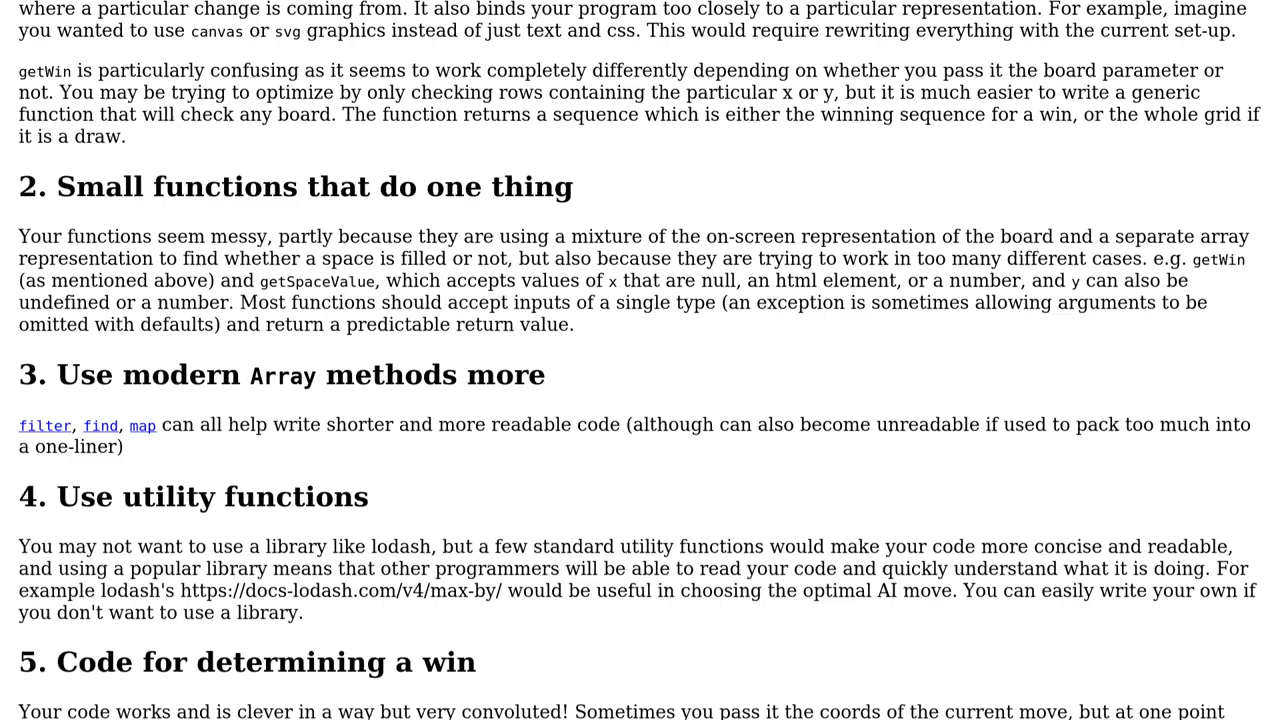 where a particular change is coming from. It also binds your program too closely to a particular representation. For example, imagine
you wanted to use canvas or svg graphics instead of just text and css. This would require rewriting everything with the current set-up.
getWin is particularly confusing as it seems to work completely differently depending on whether you pass it the board parameter or
not. You may be trying to optimize by only checking rows containing the particular x or y, but it is much easier to write a generic
function that will check any board. The function returns a sequence which is either the winning sequence for a win, or the whole grid if
it is a draw.
2. Small functions that do one thing
Your functions seem messy, partly because they are using a mixture of the on-screen representation of the board and a separate array
representation to find whether a space is filled or not, but also because they are trying to work in too many different cases. e.g. getWin
(as mentioned above) and getSpaceValue, which accepts values of x that are null, an html element, or a number, and y can also be
undefined or a number. Most functions should accept inputs of a single type (an exception is sometimes allowing arguments to be
omitted with defaults) and return a predictable return value.
3. Use modern Array methods more
filter, find, map can all help write shorter and more readable code (although can also become unreadable if used to pack too much into
a one-liner)
4. Use utility functions
You may not want to use a library like lodash, but a few standard utility functions would make your code more concise and readable,
and using a popular library means that other programmers will be able to read your code and quickly understand what it is doing. For
example lodash's https://docs-lodash.com/v4/max-by/ would be useful in choosing the optimal AI move. You can easily write your own if
you don't want to use a library.
5. Code for determining a win
Your code works and is clever in a way but very convoluted! Sometimes you pass it the coords of the current move, but at one point